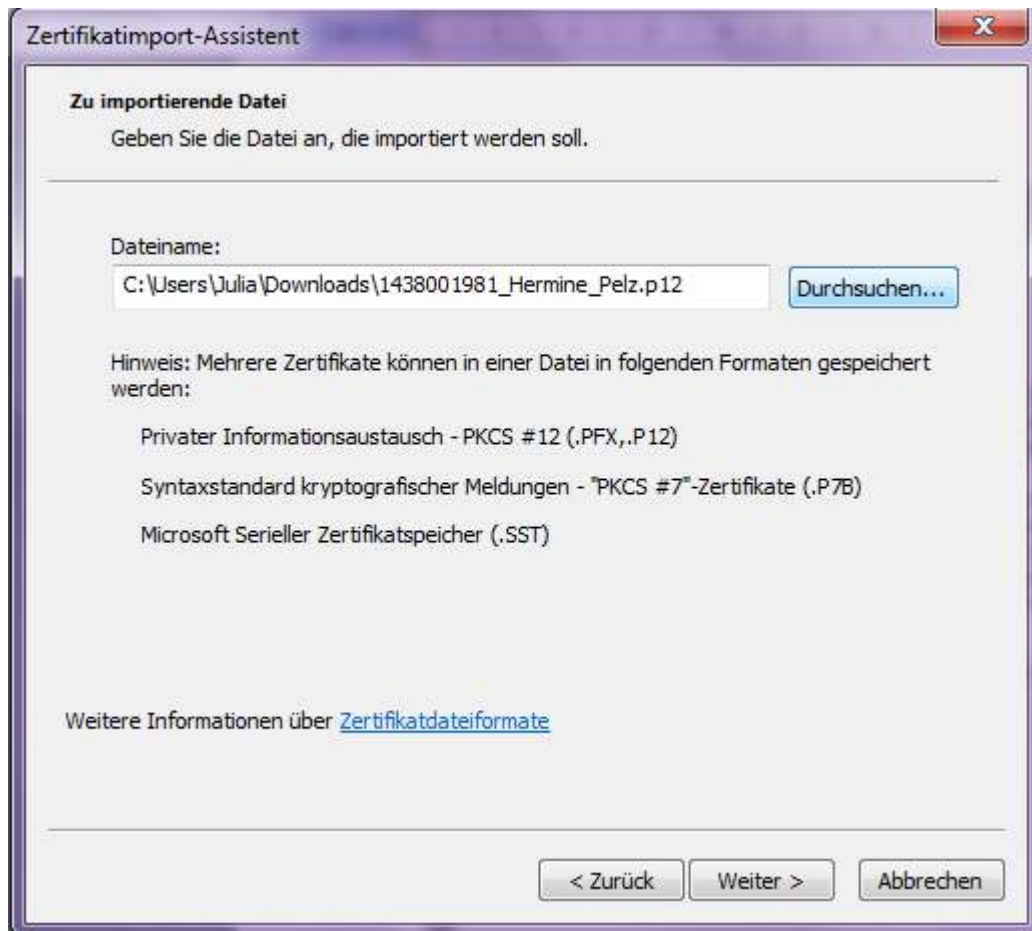 Zertifikatimport-Assistent
Zu importierende Datei
Geben Sie die Datei an, die importiert werden soll.
Dateiname:
C:\Users\Julia\Downloads\1438001981_Hermine_Pelz.p12
Durchsuchen...
Hinweis: Mehrere Zertifikate können in einer Datei in folgenden Formaten gespeichert
werden:
Privater Informationsaustausch - PKCS #12 (.PFX,.P12)
Syntaxstandard kryptografischer Meldungen - "PKCS #7"-Zertifikate (.P7B)
Microsoft Serieller Zertifikatspeicher (.SST)
Weitere Informationen über Zertifikatdateiformate
< Zurück Weiter > Abbrechen